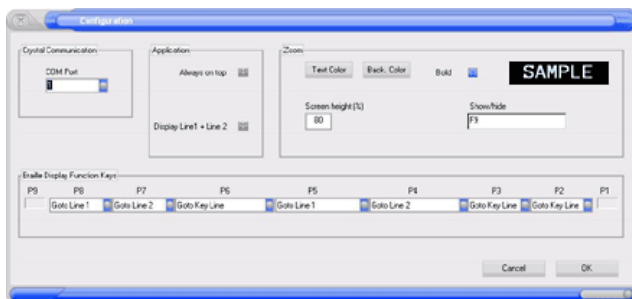 Configuration
Crystal Communication
COM Port
1
Application
Always on top
Display Line1 + Line 2
Zoom
Text Color
Back. Color
Bold
SAMPLE
Screen height (%)
80
Show/hide
F9
Braille Display Function Keys
P9 P8 P7 P6 P5 P4 P3 P2 P1
Goto Line 1 Goto Line 2 Goto Key Line Goto Line 1 Goto Line 2 Goto Key Line Goto Key Line
Cancel OK